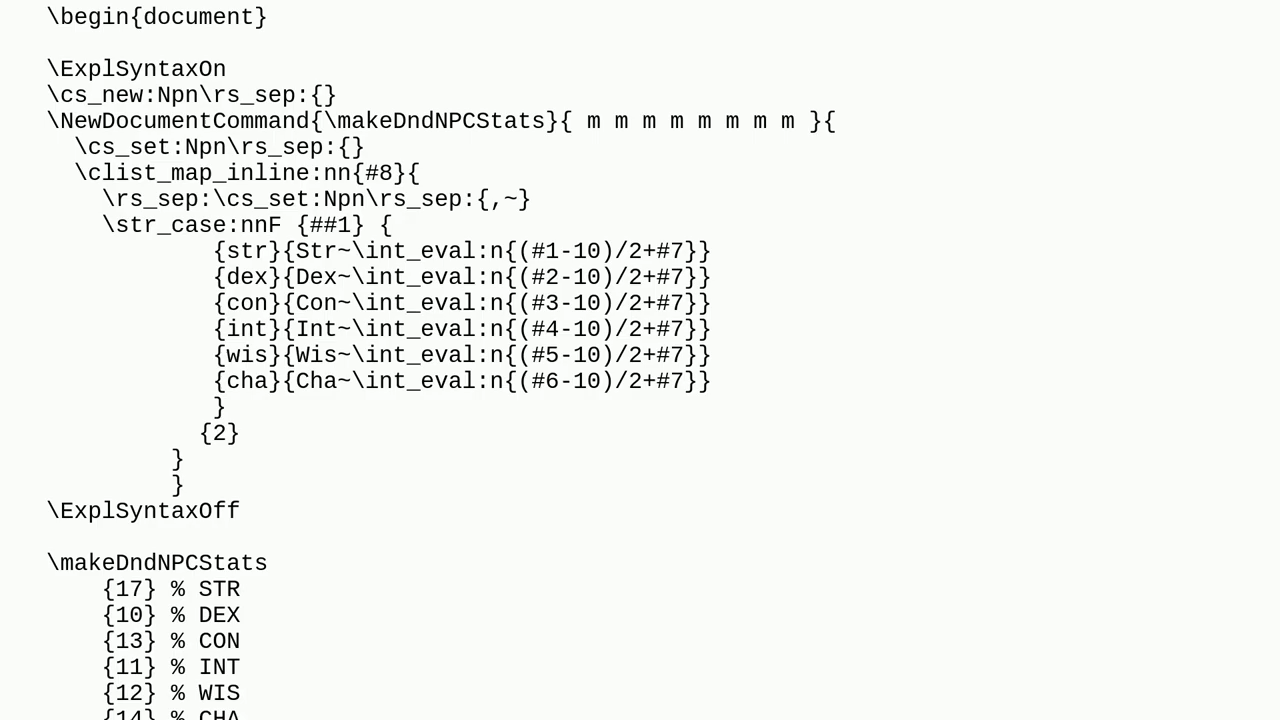 \begin{document}

\ExplSyntaxOn
\cs_new:Npn\rs_sep:{}
\NewDocumentCommand{\makeDndNPCStats}{ m m m m m m m m }{
  \cs_set:Npn\rs_sep:{}
  \clist_map_inline:nn{#8}{
    \rs_sep:\cs_set:Npn\rs_sep:{,~}
    \str_case:nnF {##1} {
            {str}{Str~\int_eval:n{(#1-10)/2+#7}}
            {dex}{Dex~\int_eval:n{(#2-10)/2+#7}}
            {con}{Con~\int_eval:n{(#3-10)/2+#7}}
            {int}{Int~\int_eval:n{(#4-10)/2+#7}}
            {wis}{Wis~\int_eval:n{(#5-10)/2+#7}}
            {cha}{Cha~\int_eval:n{(#6-10)/2+#7}}
            }
           {2}
         }
         }
\ExplSyntaxOff

\makeDndNPCStats
    {17} % STR
    {10} % DEX
    {13} % CON
    {11} % INT
    {12} % WIS
    {14} % CHA